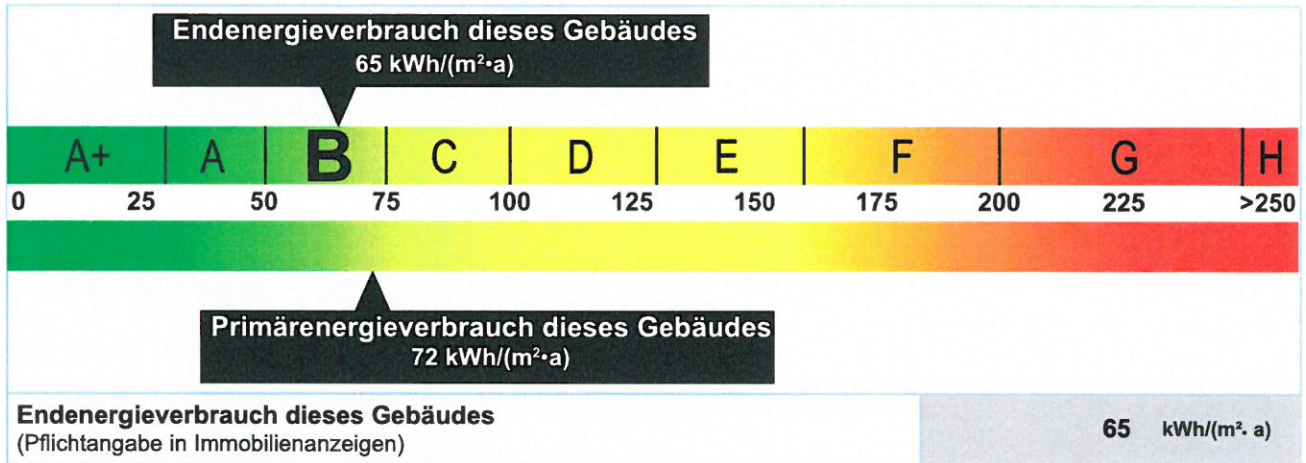 Endenergieverbrauch dieses Gebäudes
65 kWh/(m²•a)
A+ A B C D E F G H
0 25 50 75 100 125 150 175 200 225 >250
Primärenergieverbrauch dieses Gebäudes
72 kWh/(m²•a)
Endenergieverbrauch dieses Gebäudes
(Pflichtangabe in Immobilienanzeigen)
65 kWh/(m²· a)